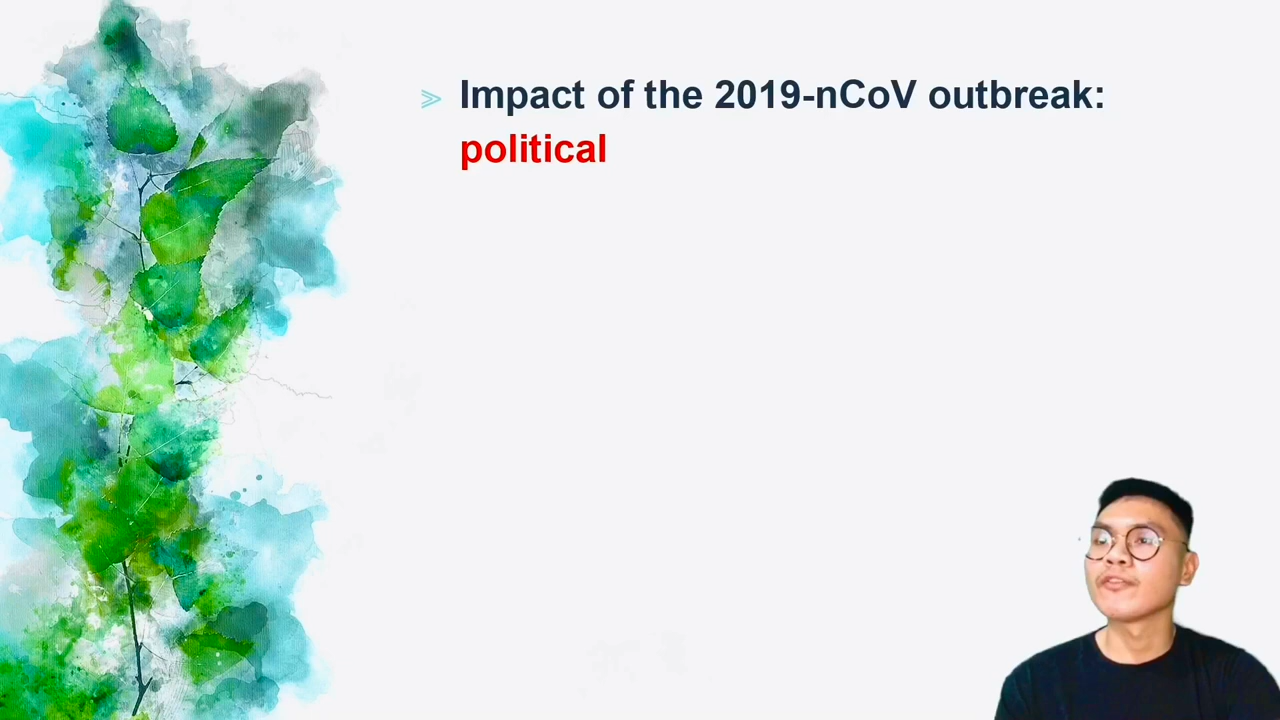 Impact of the 2019-nCoV outbreak:
political